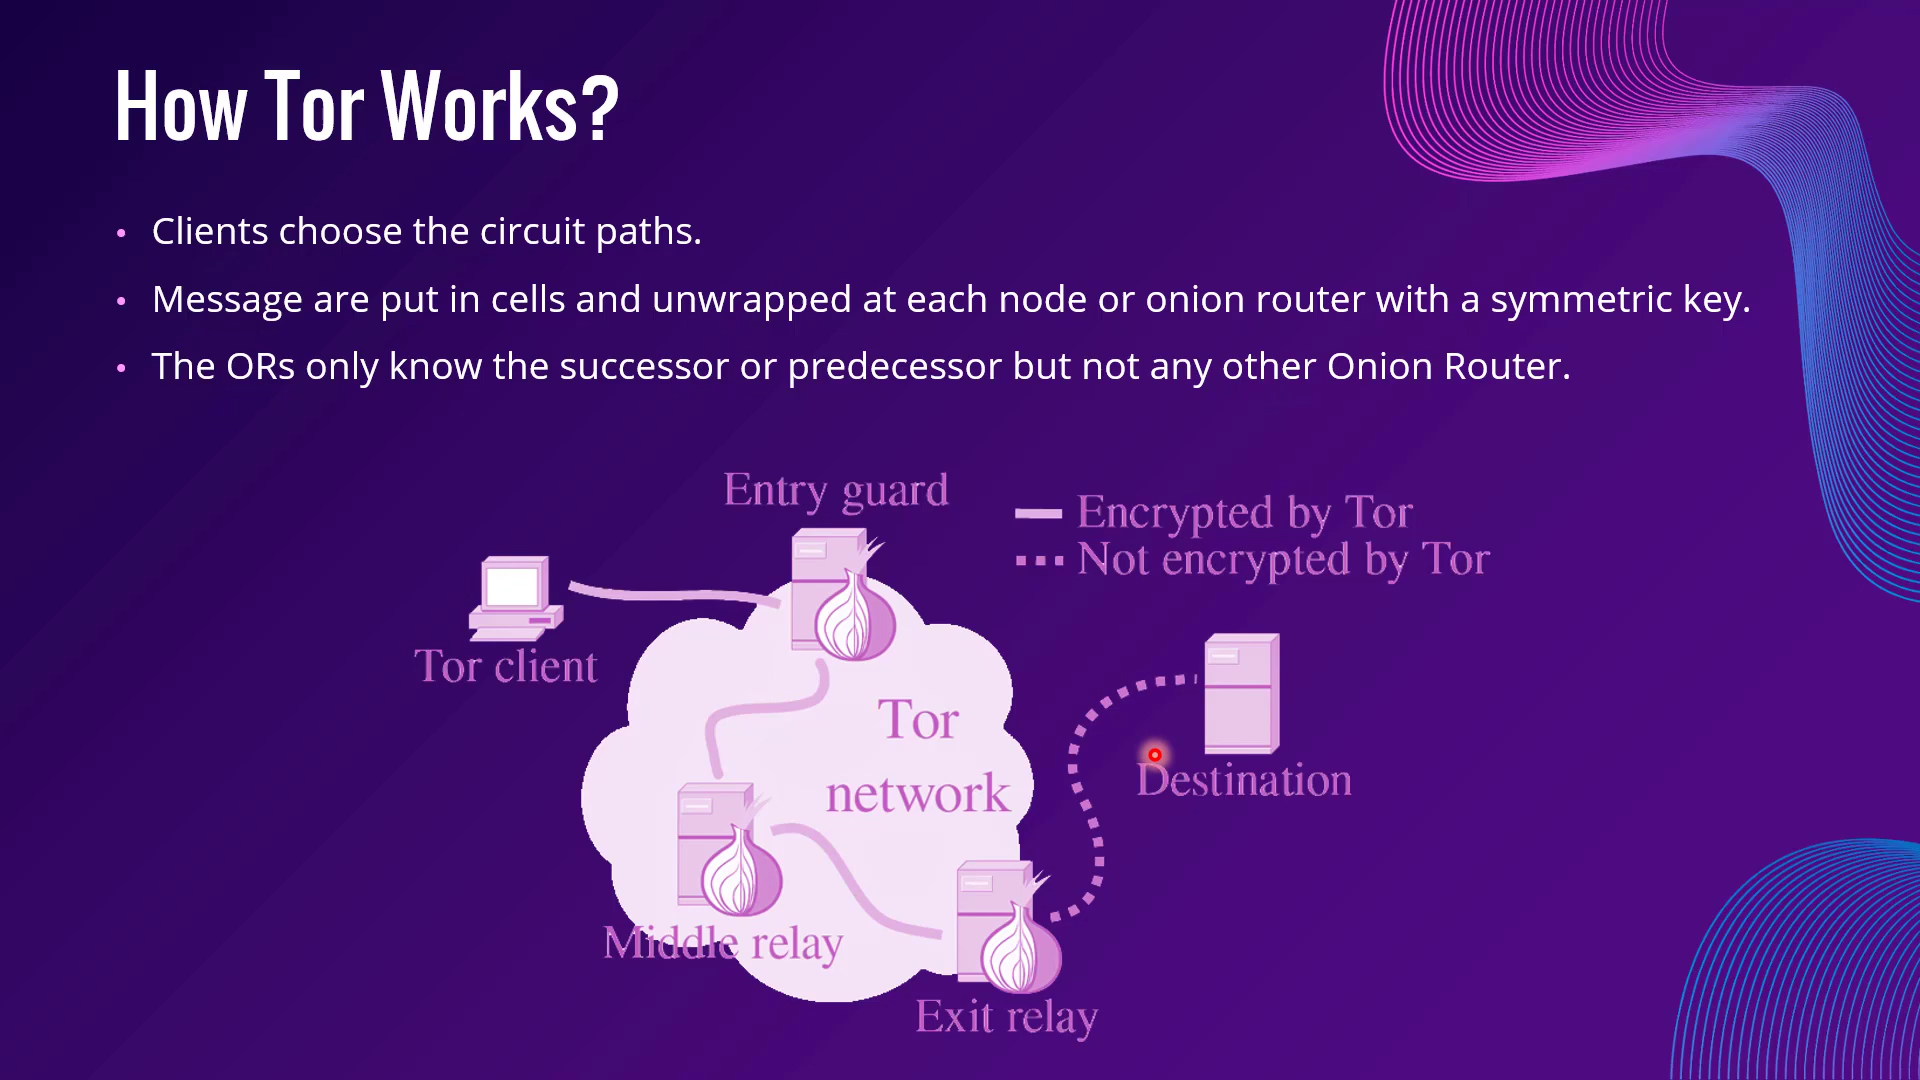 How Tor Works?
• Clients choose the circuit paths.
• Message are put in cells and unwrapped at each node or onion router with a symmetric key.
• The ORs only know the successor or predecessor but not any other Onion Router.
Entry guard
Encrypted by Tor
Not encrypted by Tor
Tor client
Tor
network
Destination
Middle relay
Exit relay